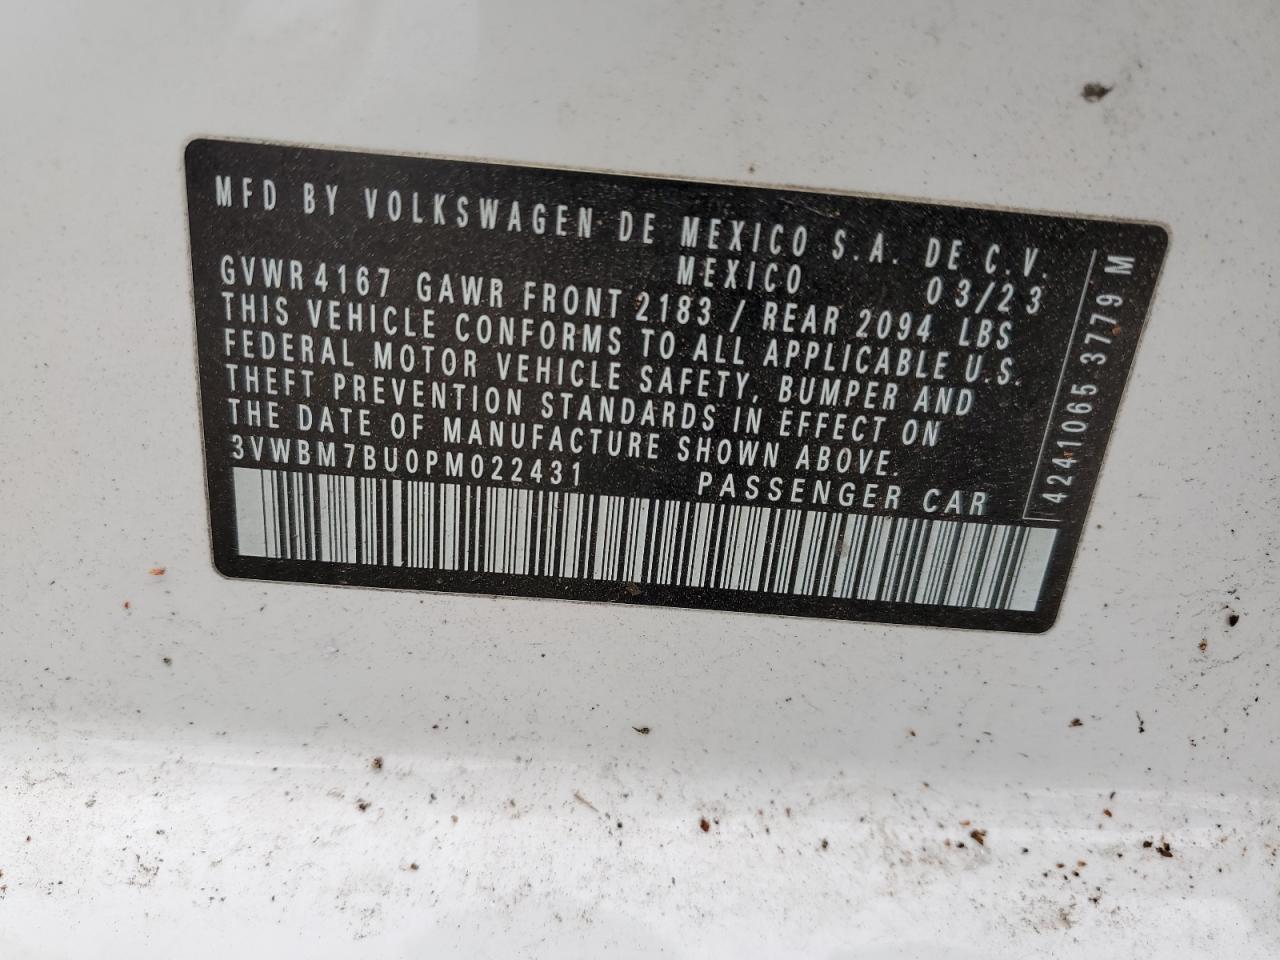 MFD BY VOLKSWAGEN DE MEXICO S.A. DE C.V.
MEXICO 03/23
GVWR 4167 GAWR FRONT 2183 / REAR 2094 LBS
THIS VEHICLE CONFORMS TO ALL APPLICABLE U.S.
FEDERAL MOTOR VEHICLE SAFETY, BUMPER AND
THEFT PREVENTION STANDARDS IN EFFECT ON
THE DATE OF MANUFACTURE SHOWN ABOVE.
3VWBM7BU0PM022431 PASSENGER CAR
424 1065 3779 M